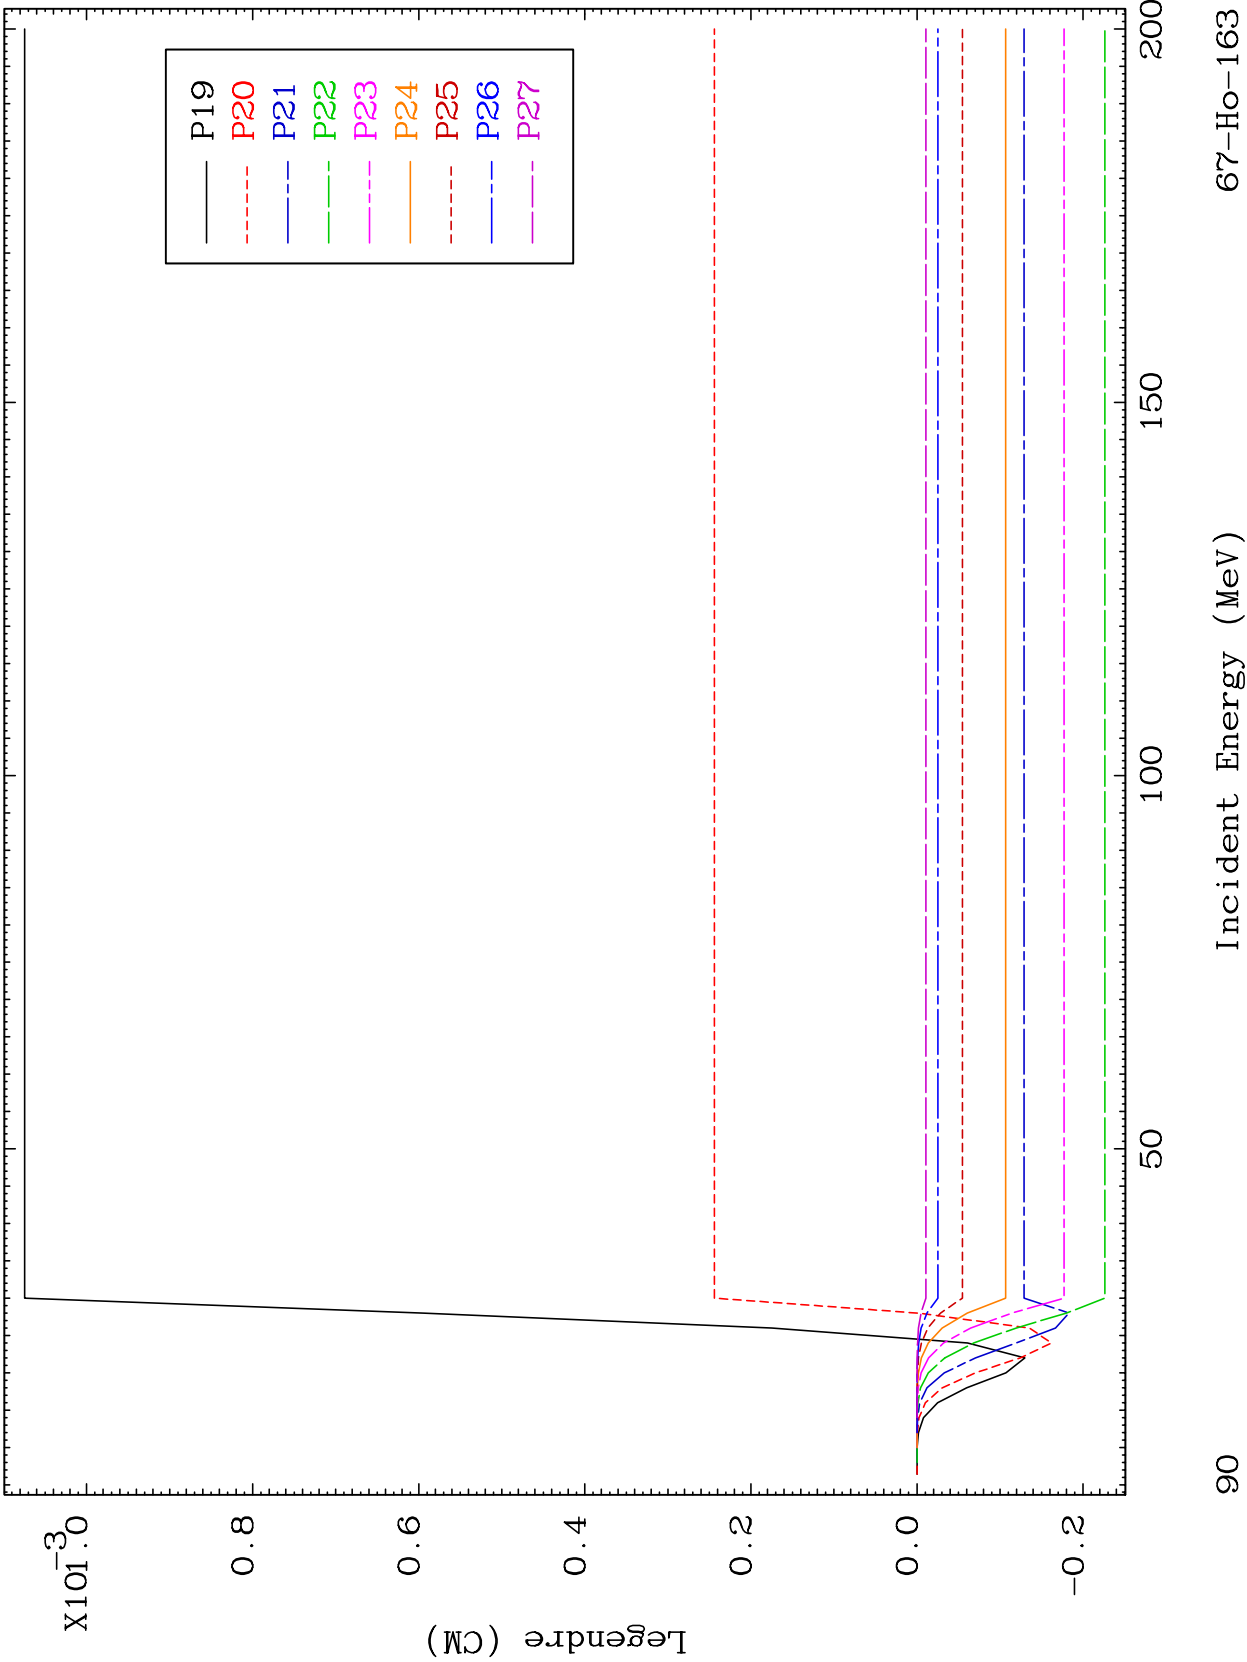 X10-3
1.0
0.8
0.6
0.4
0.2
0.0
-0.2
Legendre (CM)
P19
P20
P21
P22
P23
P24
P25
P26
P27
50
100
150
200
Incident Energy (MeV)
90
67-Ho-163